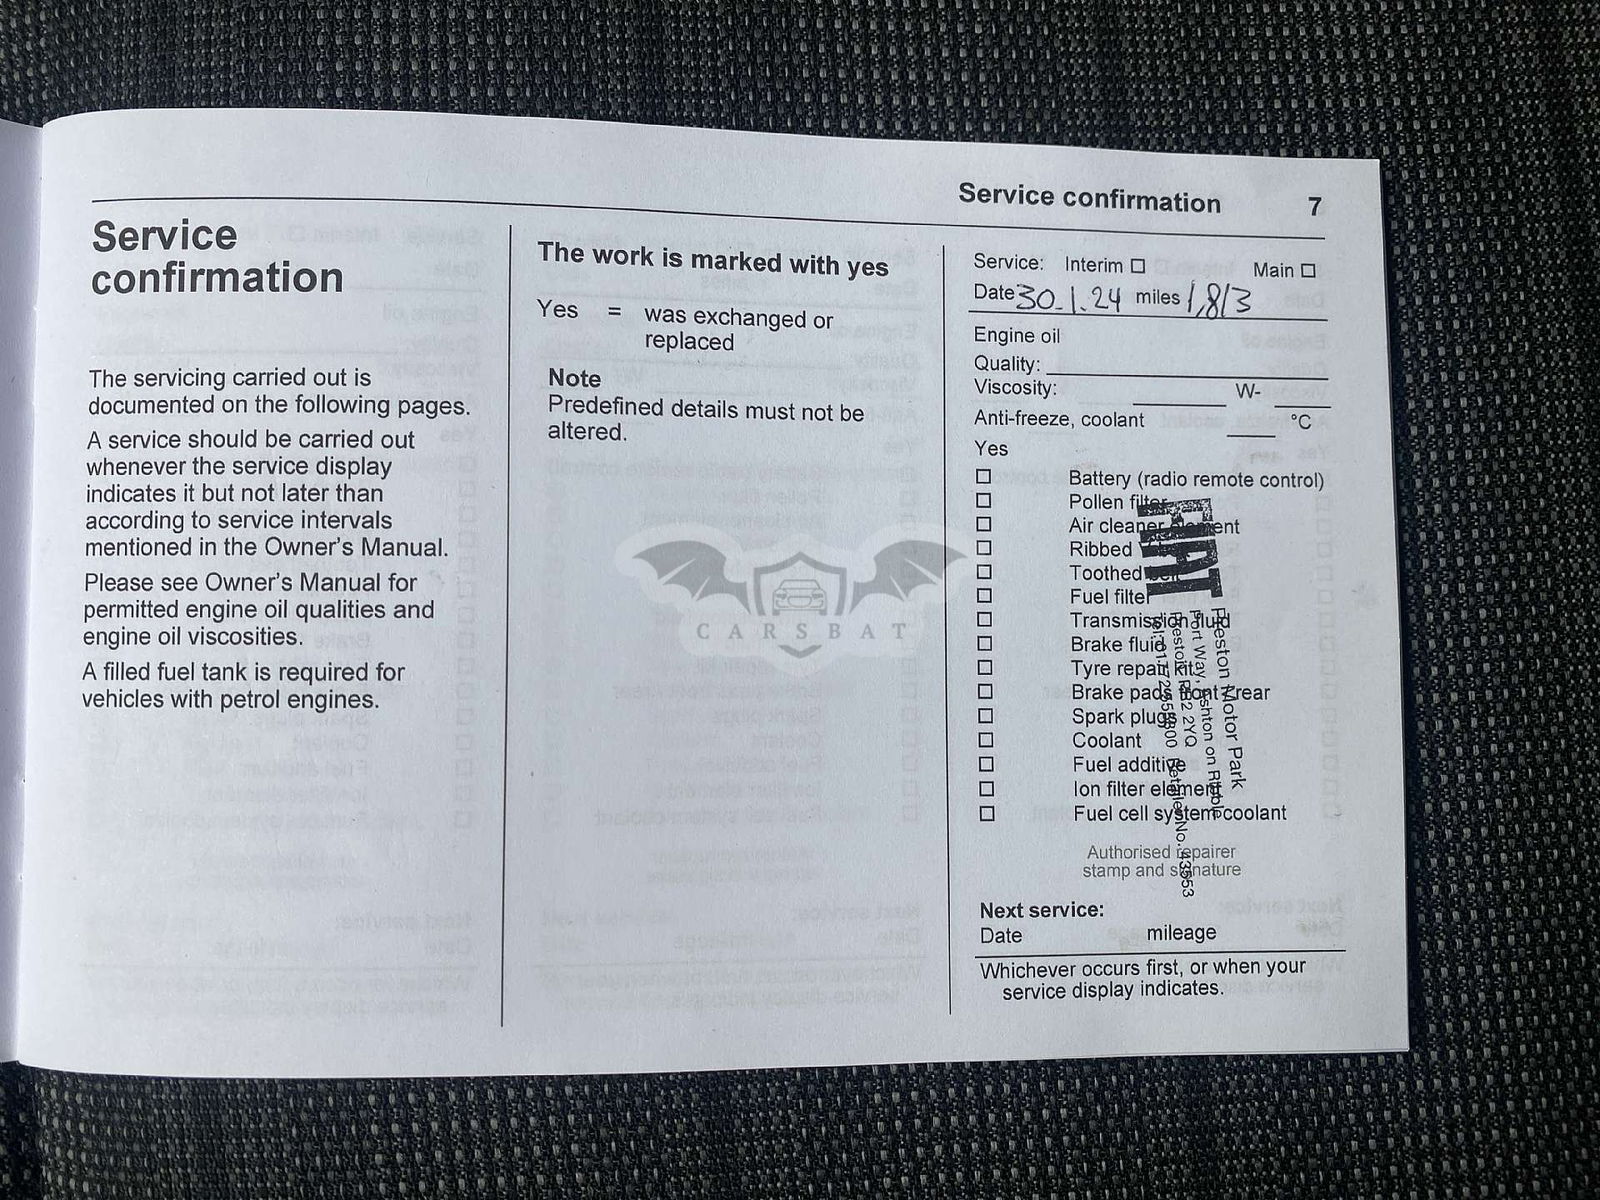 Service confirmation 7
Service
confirmation
The servicing carried out is
documented on the following pages.
A service should be carried out
whenever the service display
indicates it but not later than
according to service intervals
mentioned in the Owner's Manual.
Please see Owner's Manual for
permitted engine oil qualities and
engine oil viscosities.
A filled fuel tank is required for
vehicles with petrol engines.
The work is marked with yes
Yes = was exchanged or
replaced
Note
Predefined details must not be
altered.
CARSBAT
Service: Interim ☐ Main ☐
Date 30.1.24 miles 1,813
Engine oil
Quality:
Viscosity: W-
Anti-freeze, coolant °C
Yes
☐ Battery (radio remote control)
☐ Pollen filter
☐ Air cleaner element
☐ Ribbed
☐ Toothed belt
☐ Fuel filter
☐ Transmission fluid
☐ Brake fluid
☐ Tyre repair kit
☐ Brake pads front / rear
☐ Spark plugs
☐ Coolant
☐ Fuel additive
☐ Ion filter element
☐ Fuel cell system coolant
FIAT
Preston Motor Park
Port Way, Ashton on Ribble
Preston PR2 2YQ
Retailer No. 43553
Authorised repairer
stamp and signature
Next service:
Date mileage
Whichever occurs first, or when your
service display indicates.